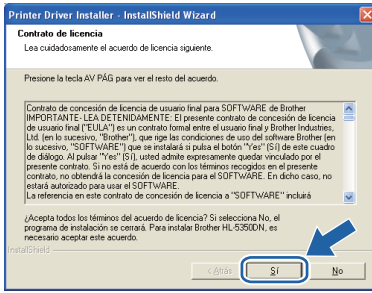 Printer Driver Installer - InstallShield Wizard
Contrato de licencia
Lea cuidadosamente el acuerdo de licencia siguiente.
Presione la tecla AV PÁG para ver el resto del acuerdo.
Contrato de concesión de licencia de usuario final para SOFTWARE de Brother
IMPORTANTE- LEA DETENIDAMENTE: El presente contrato de concesión de licencia
de usuario final ("EULA") es un contrato formal entre el usuario final y Brother Industries,
Ltd. (en lo sucesivo, "Brother"), que rige las condiciones de uso del software Brother (en
lo sucesivo, "SOFTWARE") que se instalará si pulsa el botón "Yes" (Sí) de este cuadro
de diálogo. Al pulsar "Yes" (Sí), usted admite expresamente quedar vinculado por el
presente contrato. Si no está de acuerdo con los términos recogidos en el presente
contrato, no obtendrá la concesión de licencia para el SOFTWARE. En dicho caso, no
estará autorizado para usar el SOFTWARE.
La referencia en este contrato de concesión de licencia a "SOFTWARE" incluirá
¿Acepta todos los términos del acuerdo de licencia? Si selecciona No, el
programa de instalación se cerrará. Para instalar Brother HL-5350DN, es
necesario aceptar este acuerdo.
InstallShield
< Atrás Sí No